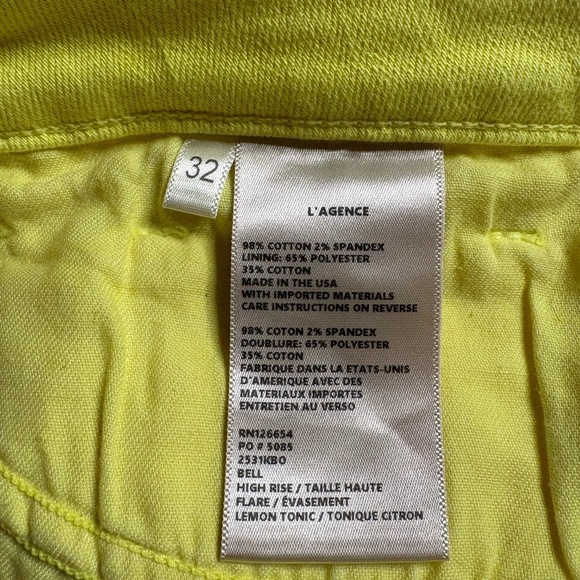 32
L'AGENCE
98% COTTON 2% SPANDEX
LINING: 65% POLYESTER
35% COTTON
MADE IN THE USA
WITH IMPORTED MATERIALS
CARE INSTRUCTIONS ON REVERSE
98% COTON 2% SPANDEX
DOUBLURE: 65% POLYESTER
35% COTON
FABRIQUE DANS LA ETATS-UNIS
D'AMERIQUE AVEC DES
MATERIAUX IMPORTES
ENTRETIEN AU VERSO
RN126654
PO # 5085
2531KBO
BELL
HIGH RISE / TAILLE HAUTE
FLARE / ÉVASEMENT
LEMON TONIC / TONIQUE CITRON